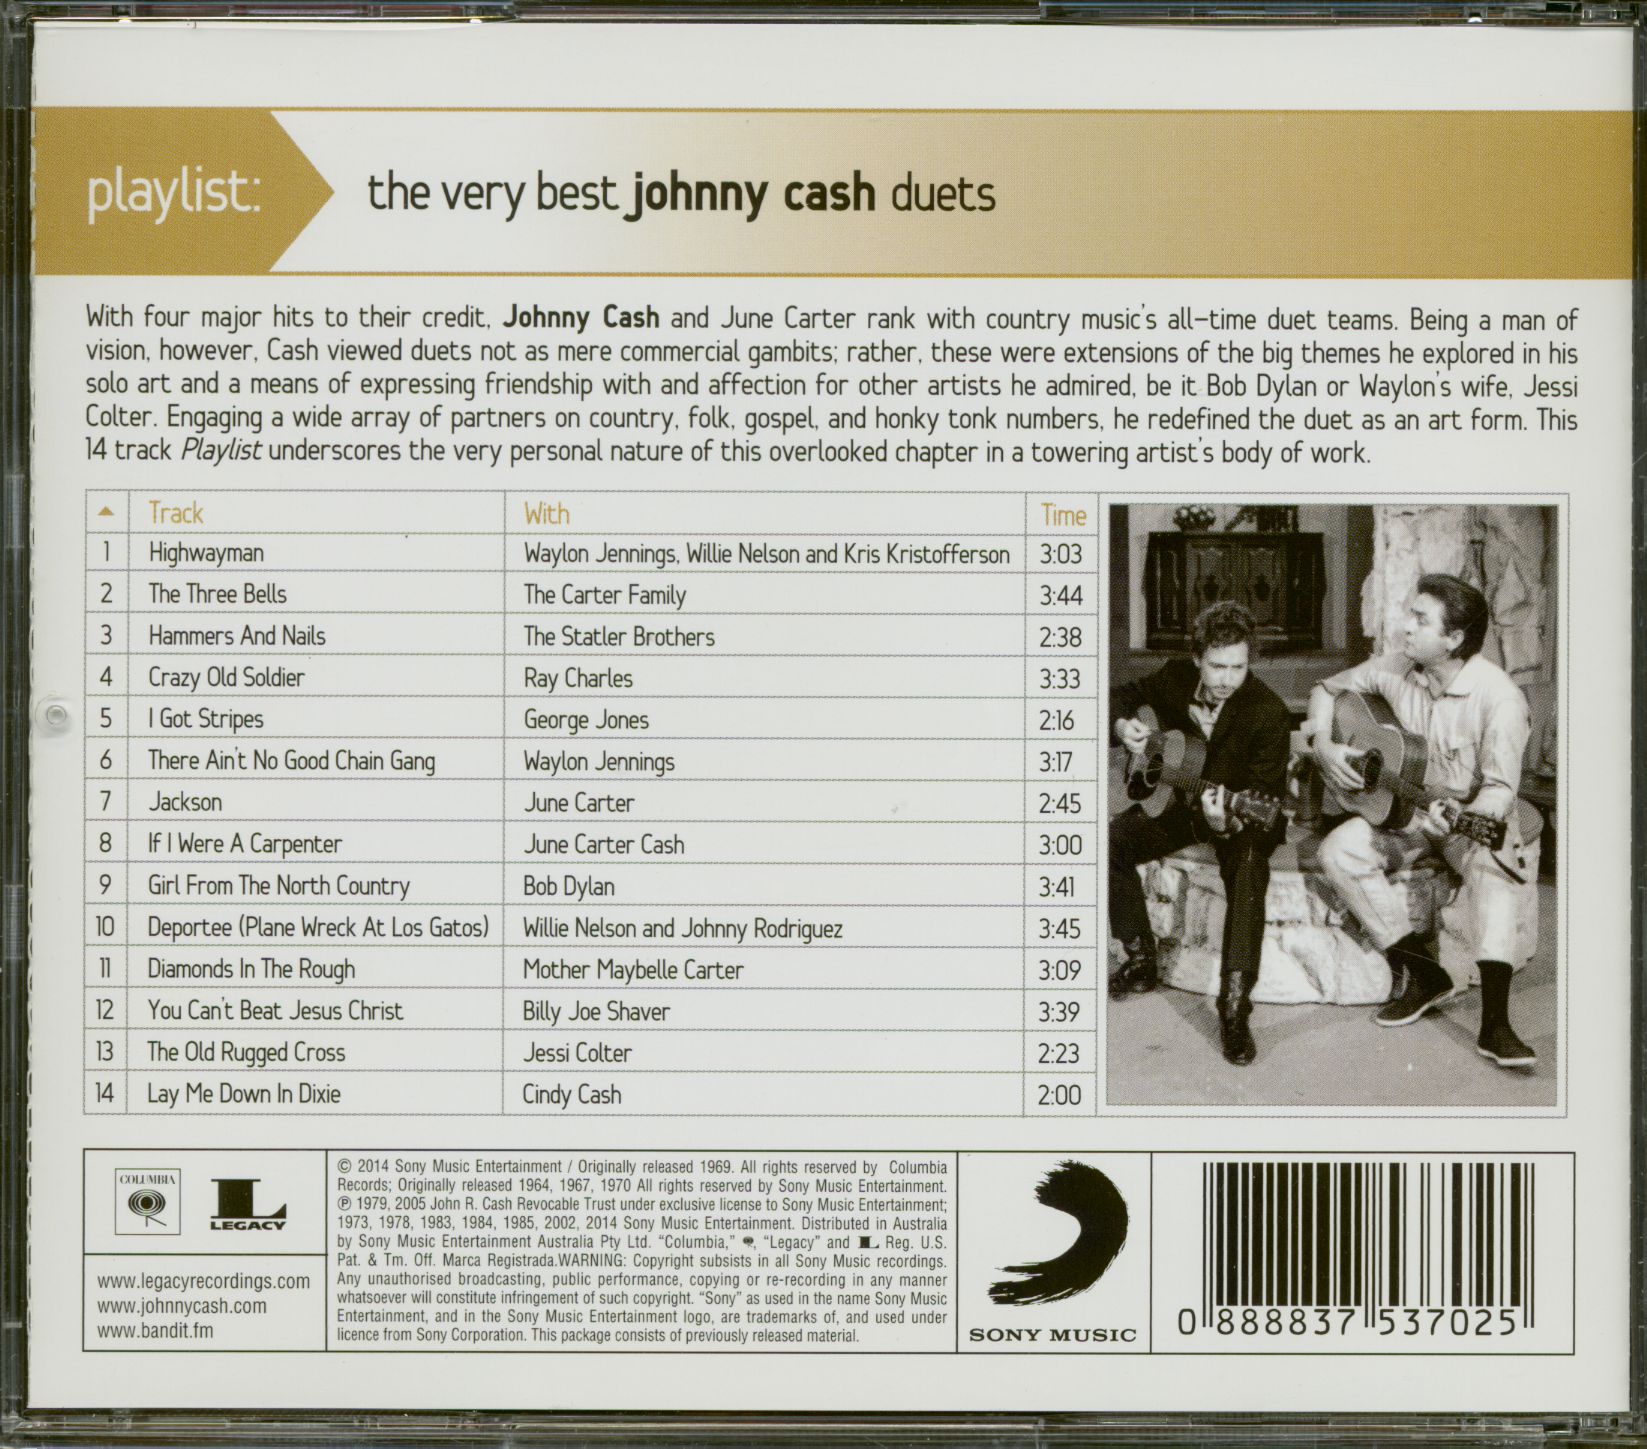 playlist: the very best johnny cash duets
With four major hits to their credit, Johnny Cash and June Carter rank with country music's all-time duet teams. Being a man of
vision, however, Cash viewed duets not as mere commercial gambits; rather, these were extensions of the big themes he explored in his
solo art and a means of expressing friendship with and affection for other artists he admired, be it Bob Dylan or Waylon's wife, Jessi
Colter. Engaging a wide array of partners on country, folk, gospel, and honky tonk numbers, he redefined the duet as an art form. This
14 track Playlist underscores the very personal nature of this overlooked chapter in a towering artist's body of work.
Track With Time
1 Highwayman Waylon Jennings, Willie Nelson and Kris Kristofferson 3:03
2 The Three Bells The Carter Family 3:44
3 Hammers And Nails The Statler Brothers 2:38
4 Crazy Old Soldier Ray Charles 3:33
5 I Got Stripes George Jones 2:16
6 There Ain't No Good Chain Gang Waylon Jennings 3:17
7 Jackson June Carter 2:45
8 If I Were A Carpenter June Carter Cash 3:00
9 Girl From The North Country Bob Dylan 3:41
10 Deportee (Plane Wreck At Los Gatos) Willie Nelson and Johnny Rodriguez 3:45
11 Diamonds In The Rough Mother Maybelle Carter 3:09
12 You Can't Beat Jesus Christ Billy Joe Shaver 3:39
13 The Old Rugged Cross Jessi Colter 2:23
14 Lay Me Down In Dixie Cindy Cash 2:00
COLUMBIA
LEGACY
www.legacyrecordings.com
www.johnnycash.com
www.bandit.fm
© 2014 Sony Music Entertainment / Originally released 1969. All rights reserved by Columbia
Records; Originally released 1964, 1967, 1970 All rights reserved by Sony Music Entertainment.
℗ 1979, 2005 John R. Cash Revocable Trust under exclusive license to Sony Music Entertainment;
1973, 1978, 1983, 1984, 1985, 2002, 2014 Sony Music Entertainment. Distributed in Australia
by Sony Music Entertainment Australia Pty Ltd. “Columbia,” , “Legacy” and L Reg. U.S.
Pat. & Tm. Off. Marca Registrada.WARNING: Copyright subsists in all Sony Music recordings.
Any unauthorised broadcasting, public performance, copying or re-recording in any manner
whatsoever will constitute infringement of such copyright. “Sony” as used in the name Sony Music
Entertainment, and in the Sony Music Entertainment logo, are trademarks of, and used under
licence from Sony Corporation. This package consists of previously released material.
SONY MUSIC
0 888837 537025